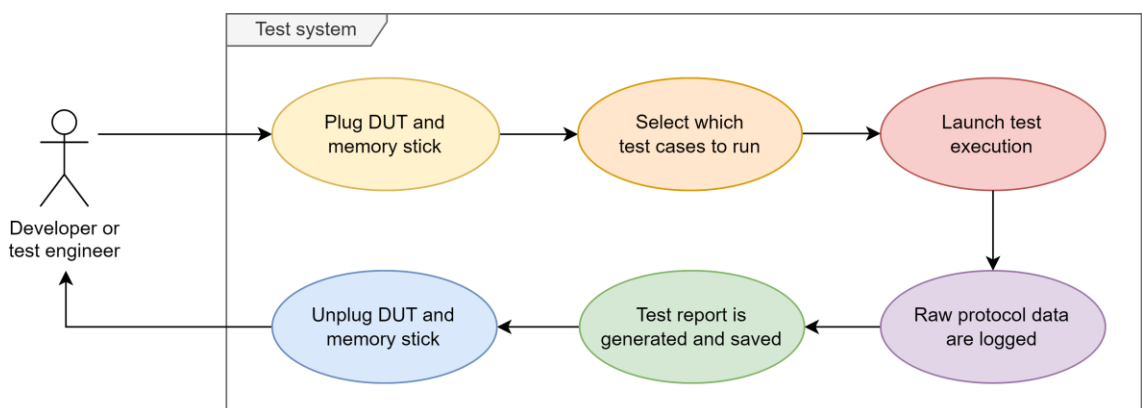 Test system
Plug DUT and
memory stick
Select which
test cases to run
Launch test
execution
Developer or
test engineer
Unplug DUT and
memory stick
Test report is
generated and saved
Raw protocol data
are logged